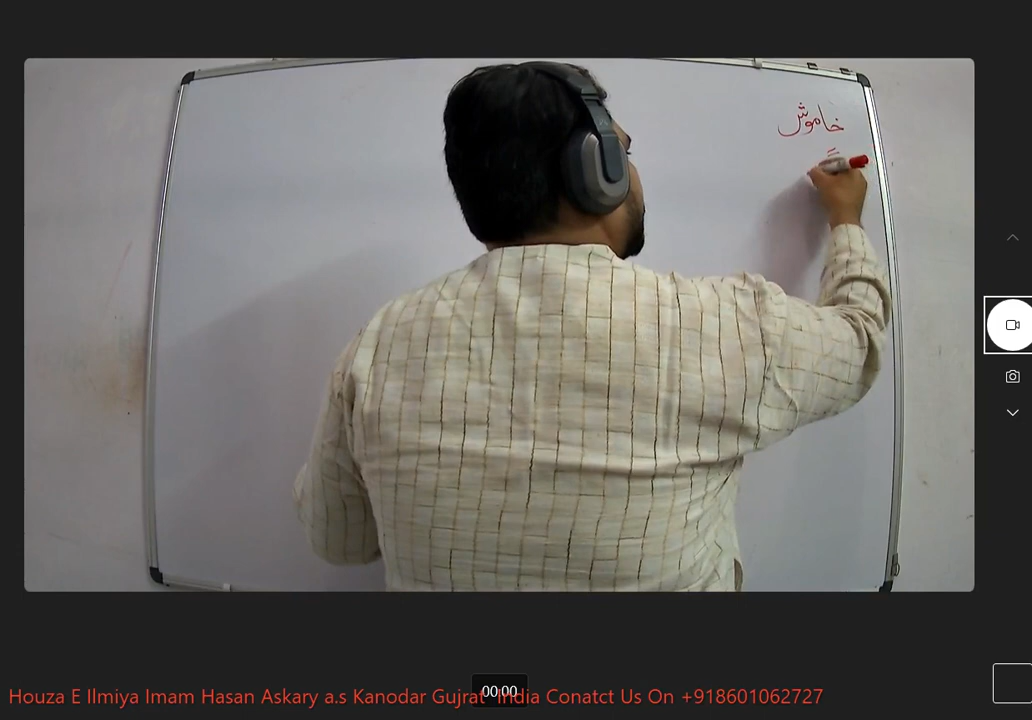 خاموش
00:00
Houza E Ilmiya Imam Hasan Askary a.s Kanodar Gujrat India Conatct Us On +918601062727